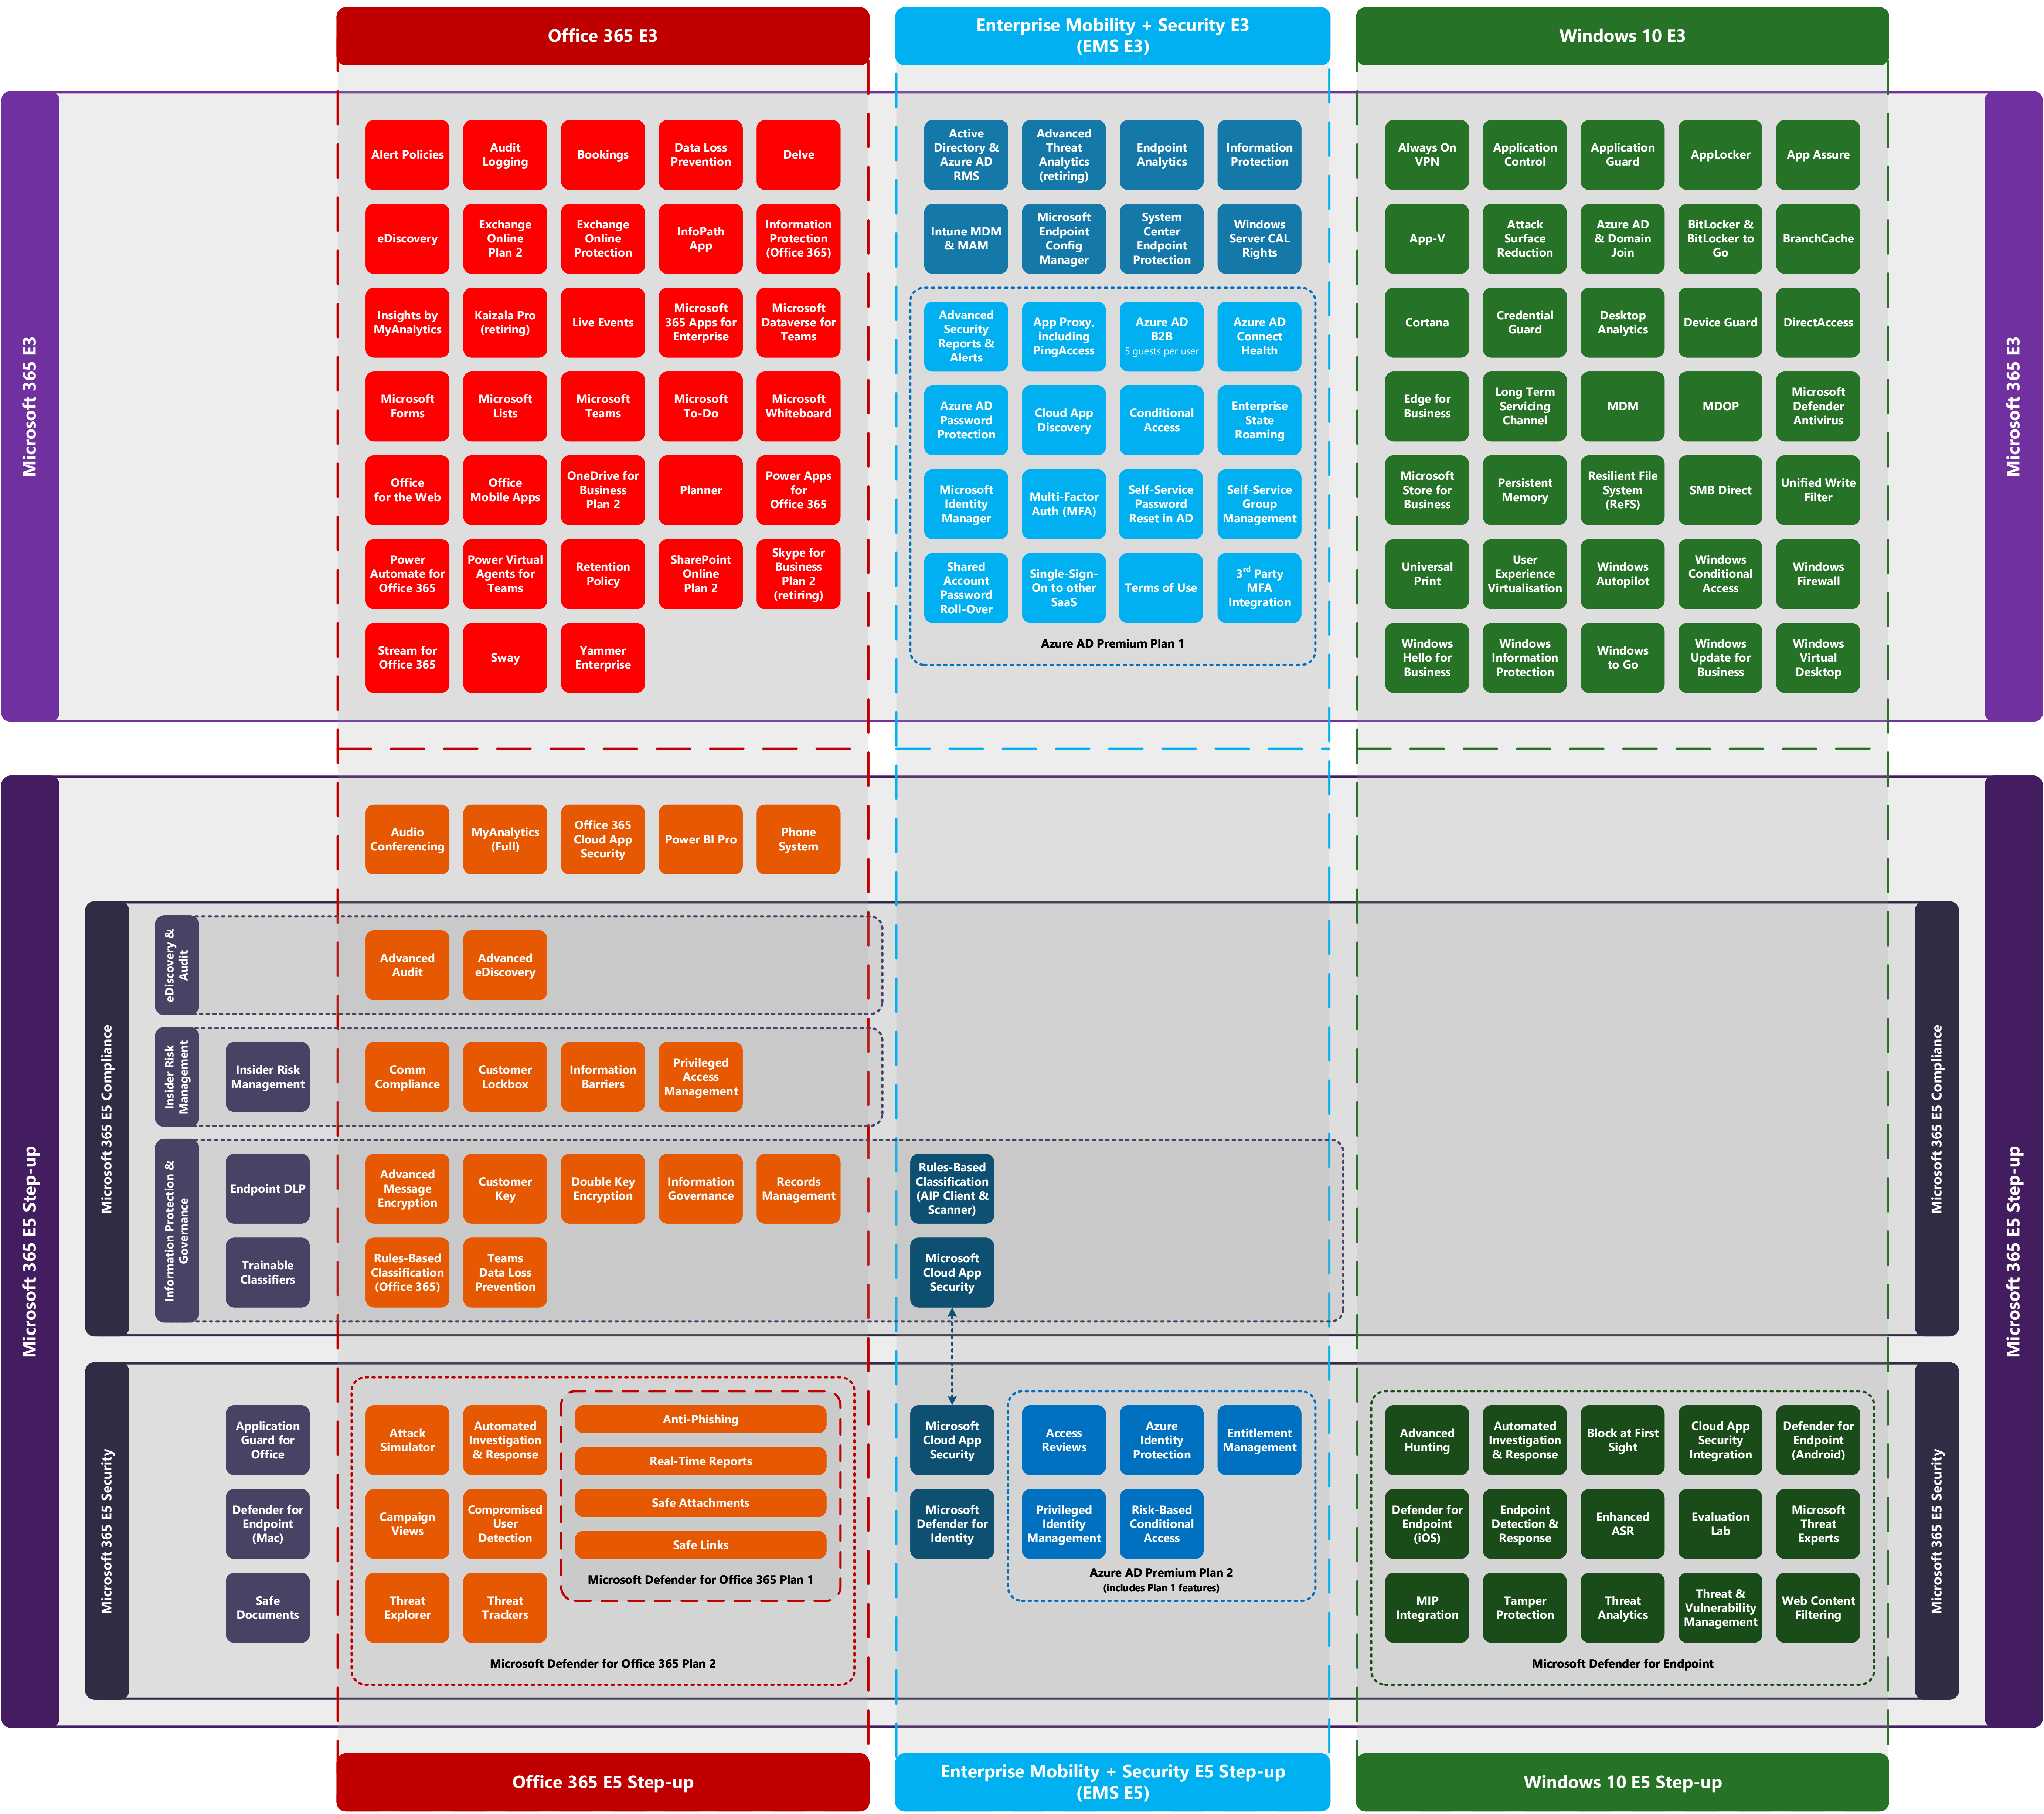 Office 365 E3
Enterprise Mobility + Security E3
(EMS E3)
Windows 10 E3
Microsoft 365 E3
Alert Policies
Audit
Logging
Bookings
Data Loss
Prevention
Delve
eDiscovery
Exchange
Online
Plan 2
Exchange
Online
Protection
InfoPath
App
Information
Protection
(Office 365)
Insights by
MyAnalytics
Kaizala Pro
(retiring)
Live Events
Microsoft
365 Apps for
Enterprise
Microsoft
Dataverse for
Teams
Microsoft
Forms
Microsoft
Lists
Microsoft
Teams
Microsoft
To-Do
Microsoft
Whiteboard
Office
for the Web
Office
Mobile Apps
OneDrive for
Business
Plan 2
Planner
Power Apps
for
Office 365
Power
Automate for
Office 365
Power Virtual
Agents for
Teams
Retention
Policy
SharePoint
Online
Plan 2
Skype for
Business
Plan 2
(retiring)
Stream for
Office 365
Sway
Yammer
Enterprise
Active
Directory &
Azure AD
RMS
Advanced
Threat
Analytics
(retiring)
Endpoint
Analytics
Information
Protection
Intune MDM
& MAM
Microsoft
Endpoint
Config
Manager
System
Center
Endpoint
Protection
Windows
Server CAL
Rights
Advanced
Security
Reports &
Alerts
App Proxy,
including
PingAccess
Azure AD
B2B
5 guests per user
Azure AD
Connect
Health
Azure AD
Password
Protection
Cloud App
Discovery
Conditional
Access
Enterprise
State
Roaming
Microsoft
Identity
Manager
Multi-Factor
Auth (MFA)
Self-Service
Password
Reset in AD
Self-Service
Group
Management
Shared
Account
Password
Roll-Over
Single-Sign-
On to other
SaaS
Terms of Use
3rd Party
MFA
Integration
Azure AD Premium Plan 1
Always On
VPN
Application
Control
Application
Guard
AppLocker
App Assure
App-V
Attack
Surface
Reduction
Azure AD
& Domain
Join
BitLocker &
BitLocker to
Go
BranchCache
Cortana
Credential
Guard
Desktop
Analytics
Device Guard
DirectAccess
Edge for
Business
Long Term
Servicing
Channel
MDM
MDOP
Microsoft
Defender
Antivirus
Microsoft
Store for
Business
Persistent
Memory
Resilient File
System
(ReFS)
SMB Direct
Unified Write
Filter
Universal
Print
User
Experience
Virtualisation
Windows
Autopilot
Windows
Conditional
Access
Windows
Firewall
Windows
Hello for
Business
Windows
Information
Protection
Windows
to Go
Windows
Update for
Business
Windows
Virtual
Desktop
Microsoft 365 E3
Microsoft 365 E5 Step-up
Audio
Conferencing
MyAnalytics
(Full)
Office 365
Cloud App
Security
Power BI Pro
Phone
System
Microsoft 365 E5 Compliance
eDiscovery &
Audit
Advanced
Audit
Advanced
eDiscovery
Insider Risk
Management
Insider Risk
Management
Comm
Compliance
Customer
Lockbox
Information
Barriers
Privileged
Access
Management
Information Protection &
Governance
Endpoint DLP
Advanced
Message
Encryption
Customer
Key
Double Key
Encryption
Information
Governance
Records
Management
Rules-Based
Classification
(AIP Client &
Scanner)
Trainable
Classifiers
Rules-Based
Classification
(Office 365)
Teams
Data Loss
Prevention
Microsoft
Cloud App
Security
Microsoft 365 E5 Compliance
Microsoft 365 E5 Step-up
Microsoft 365 E5 Security
Application
Guard for
Office
Defender for
Endpoint
(Mac)
Safe
Documents
Attack
Simulator
Automated
Investigation
& Response
Campaign
Views
Compromised
User
Detection
Threat
Explorer
Threat
Trackers
Anti-Phishing
Real-Time Reports
Safe Attachments
Safe Links
Microsoft Defender for Office 365 Plan 1
Microsoft Defender for Office 365 Plan 2
Microsoft
Cloud App
Security
Microsoft
Defender for
Identity
Access
Reviews
Azure
Identity
Protection
Entitlement
Management
Privileged
Identity
Management
Risk-Based
Conditional
Access
Azure AD Premium Plan 2
(includes Plan 1 features)
Advanced
Hunting
Automated
Investigation
& Response
Block at First
Sight
Cloud App
Security
Integration
Defender for
Endpoint
(Android)
Defender for
Endpoint
(iOS)
Endpoint
Detection &
Response
Enhanced
ASR
Evaluation
Lab
Microsoft
Threat
Experts
MIP
Integration
Tamper
Protection
Threat
Analytics
Threat &
Vulnerability
Management
Web Content
Filtering
Microsoft Defender for Endpoint
Microsoft 365 E5 Security
Office 365 E5 Step-up
Enterprise Mobility + Security E5 Step-up
(EMS E5)
Windows 10 E5 Step-up